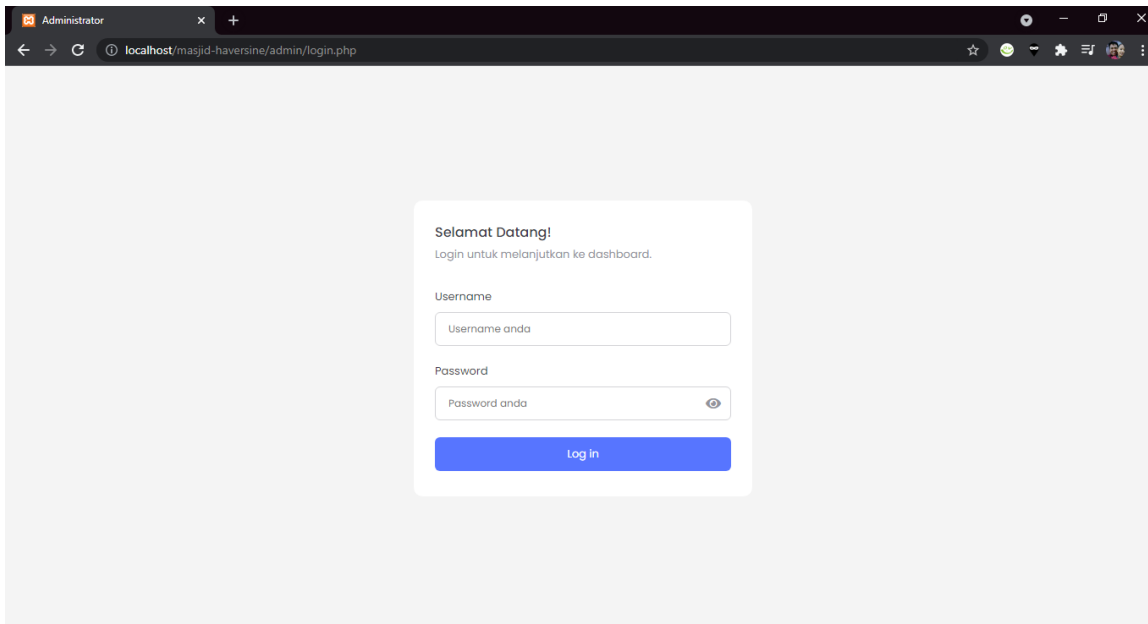 Administrator
localhost/masjid-haversine/admin/login.php
Selamat Datang!
Login untuk melanjutkan ke dashboard.
Username
Username anda
Password
Password anda
Log in